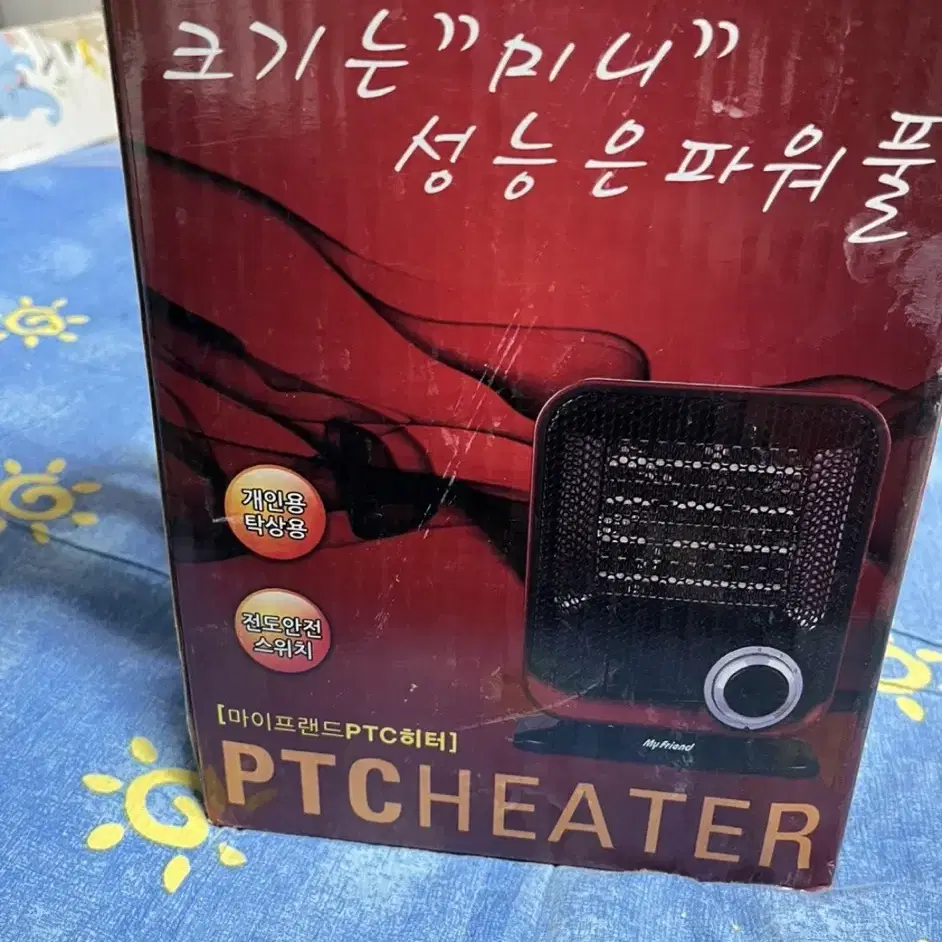 크기는 "미니"
성능은 파워풀
개인용
탁상용
전도안전
스위치
[마이프랜드PTC히터]
My Friend
PTCHEATER